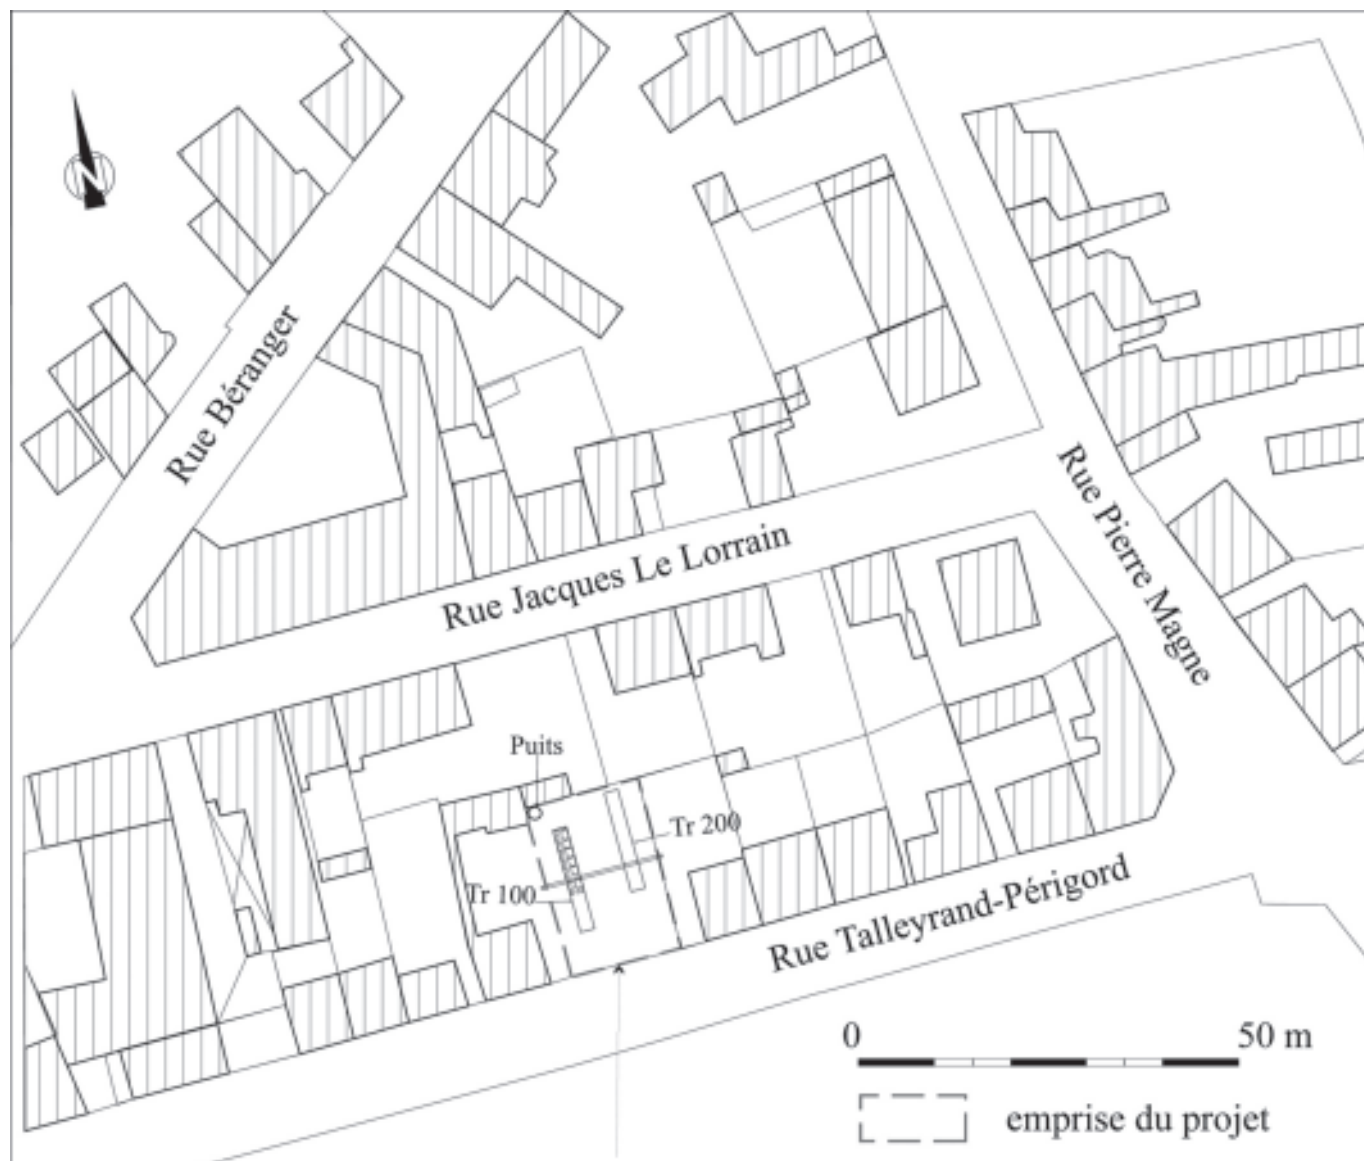 N
Rue Béranger
Rue Jacques Le Lorrain
Rue Pierre Magne
Puits
Tr 200
Tr 100
Rue Talleyrand-Périgord
0 50 m
emprise du projet